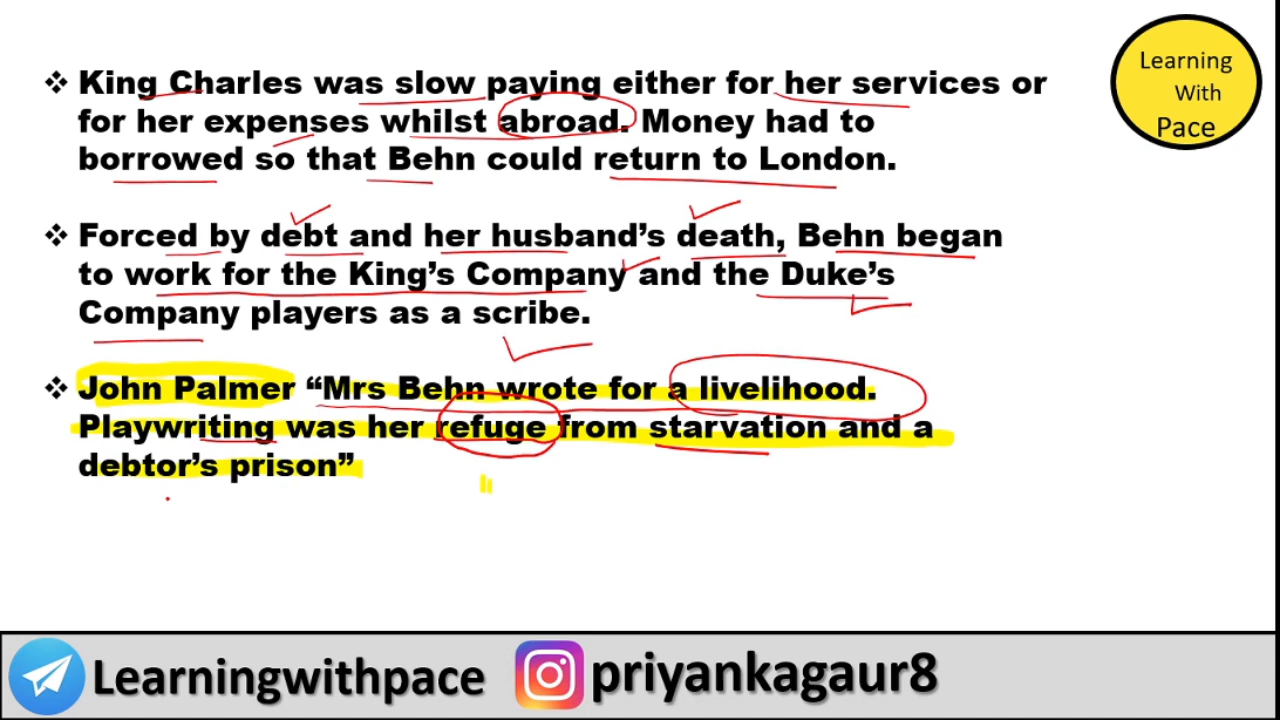 Learning
With
Pace
❖ King Charles was slow paying either for her services or
for her expenses whilst abroad. Money had to
borrowed so that Behn could return to London.
❖ Forced by debt and her husband’s death, Behn began
to work for the King’s Company and the Duke’s
Company players as a scribe.
❖ John Palmer “Mrs Behn wrote for a livelihood.
Playwriting was her refuge from starvation and a
debtor’s prison”
Learningwithpace priyankagaur8